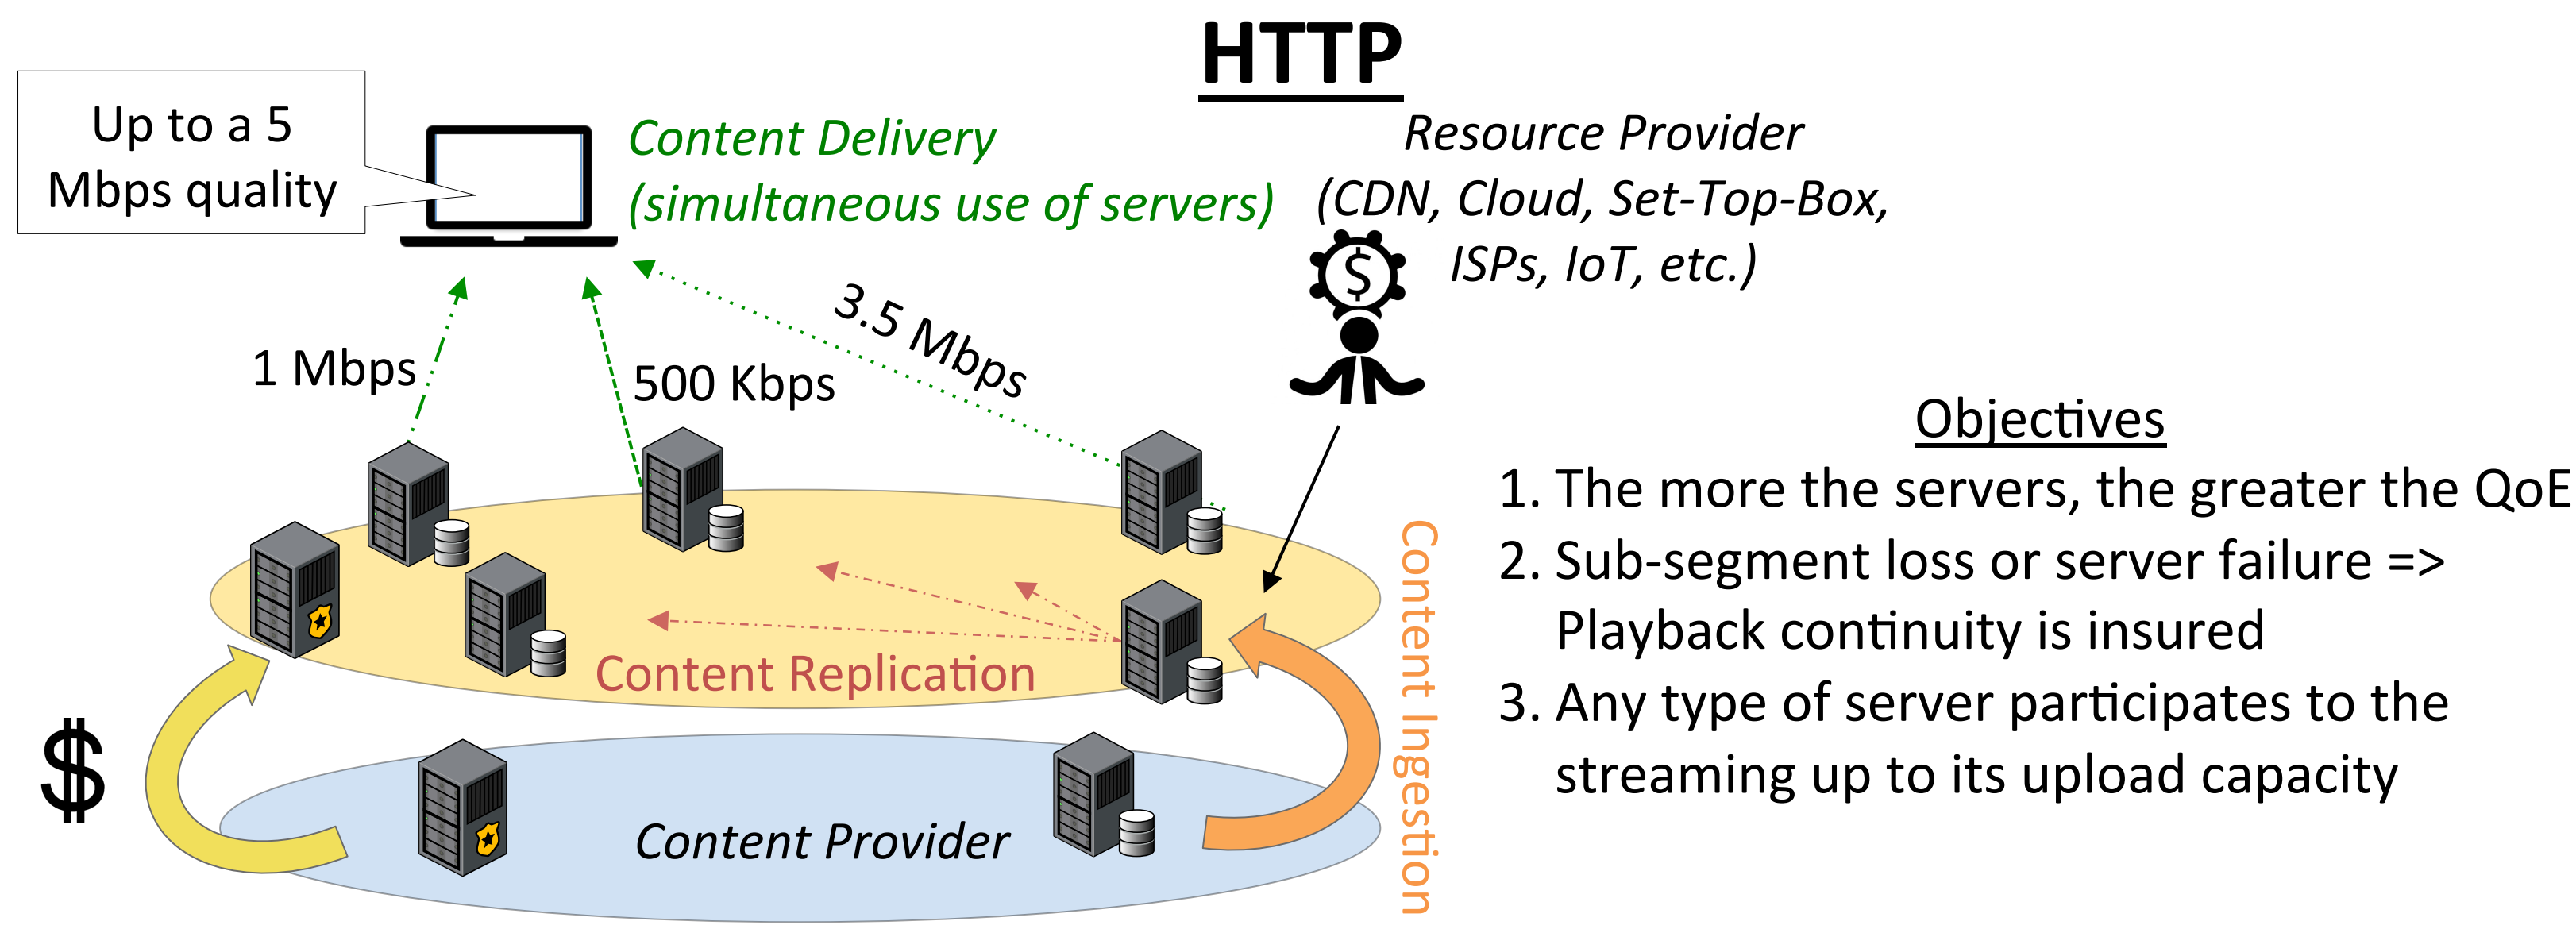 HTTP
Up to a 5
Mbps quality
Content Delivery
(simultaneous use of servers)
Resource Provider
(CDN, Cloud, Set-Top-Box,
ISPs, IoT, etc.)
$
1 Mbps
500 Kbps
3.5 Mbps
Content Replication
Content Ingestion
$
Content Provider
Objectives
1. The more the servers, the greater the QoE
2. Sub-segment loss or server failure =>
Playback continuity is insured
3. Any type of server participates to the
streaming up to its upload capacity